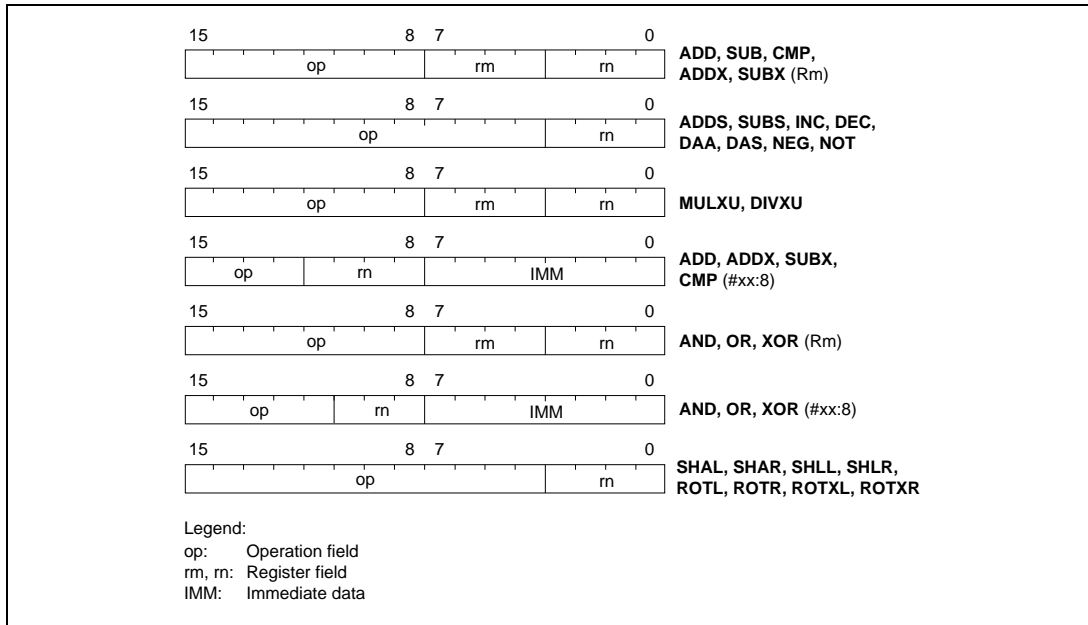 15 8 7 0
op rm rn
ADD, SUB, CMP,
ADDX, SUBX (Rm)
15 8 7 0
op rn
ADDS, SUBS, INC, DEC,
DAA, DAS, NEG, NOT
15 8 7 0
op rm rn
MULXU, DIVXU
15 8 7 0
op rn IMM
ADD, ADDX, SUBX,
CMP (#xx:8)
15 8 7 0
op rm rn
AND, OR, XOR (Rm)
15 8 7 0
op rn IMM
AND, OR, XOR (#xx:8)
15 8 7 0
op rn
SHAL, SHAR, SHLL, SHLR,
ROTL, ROTR, ROTXL, ROTXR
Legend:
op: Operation field
rm, rn: Register field
IMM: Immediate data